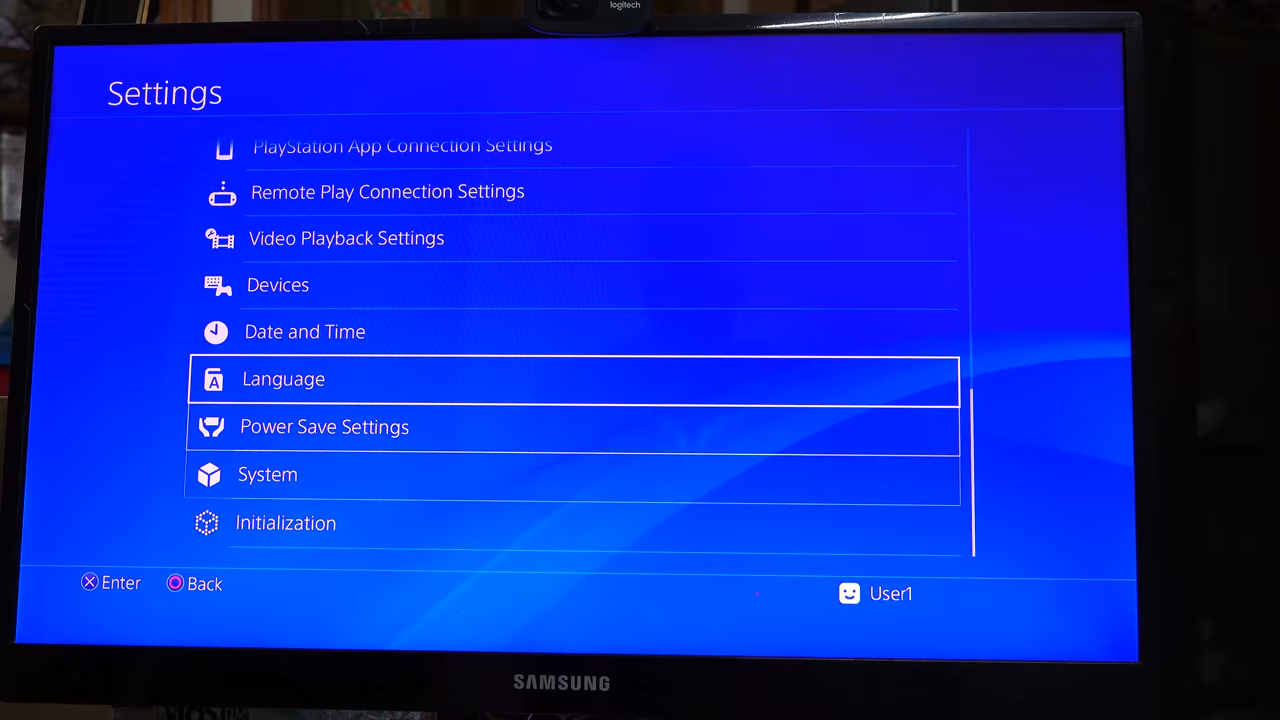 logitech
Settings
PlayStation App Connection Settings
Remote Play Connection Settings
Video Playback Settings
Devices
Date and Time
A Language
Power Save Settings
System
Initialization
Enter Back
User1
SAMSUNG